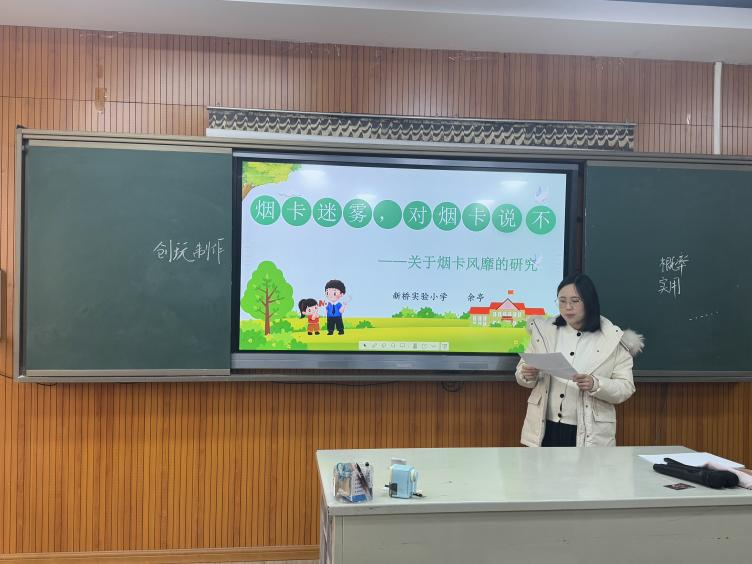 创玩制作
烟卡迷雾，对烟卡说不
——关于烟卡风靡的研究
新桥实验小学 余亭
概率
实用
……